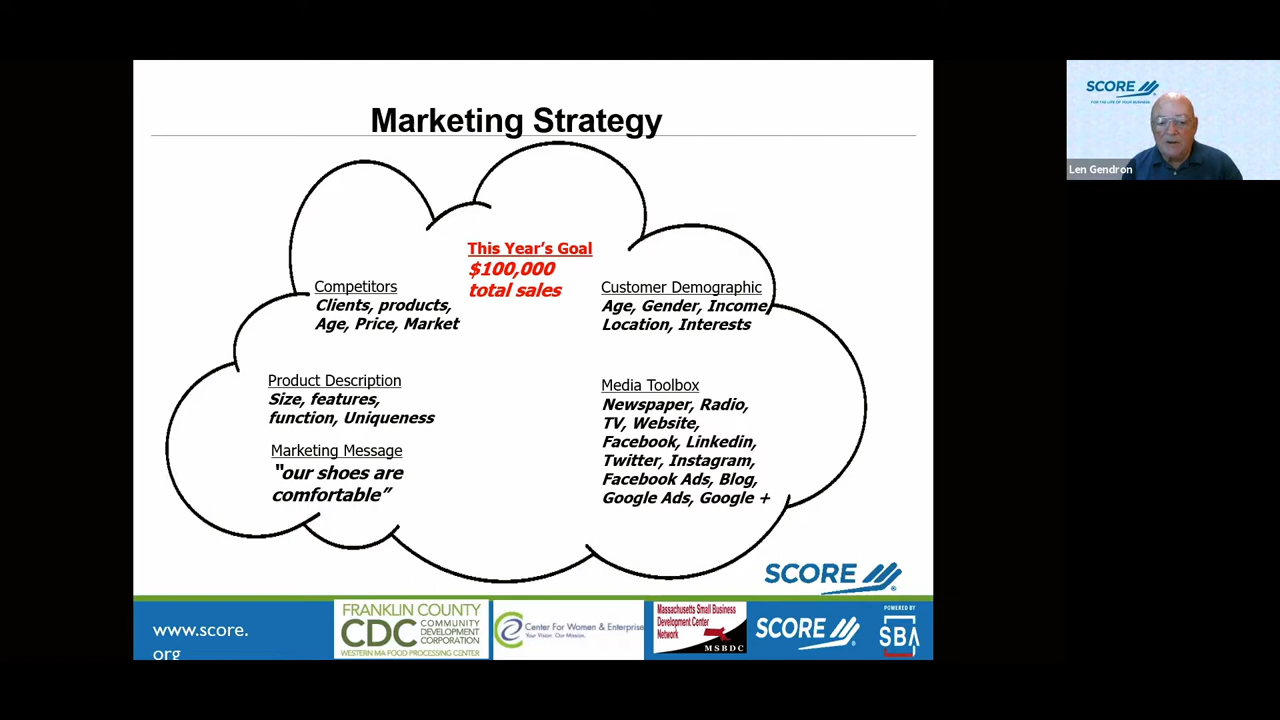 Marketing Strategy
This Year's Goal
$100,000
total sales
Competitors
Clients, products,
Age, Price, Market
Customer Demographic
Age, Gender, Income,
Location, Interests
Product Description
Size, features,
function, Uniqueness
Marketing Message
"our shoes are
comfortable"
Media Toolbox
Newspaper, Radio,
TV, Website,
Facebook, Linkedin,
Twitter, Instagram,
Facebook Ads, Blog,
Google Ads, Google +
SCORE
www.score.
org
FRANKLIN COUNTY
CDC
COMMUNITY
DEVELOPMENT
CORPORATION
WESTERN MA FOOD PROCESSING CENTER
Center For Women & Enterprise
Your Vision. Our Mission.
Massachusetts Small Business
Development Center
Network
MSBDC
SCORE
POWERED BY
SBA
SCORE
FOR THE LIFE OF YOUR BUSINESS
Len Gendron